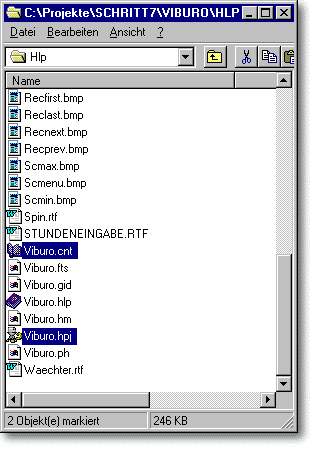 C:\Projekte\SCHRITT7\VIBURO\HLP
Datei Bearbeiten Ansicht ?
Hlp
Name
Recfirst.bmp
Reclast.bmp
Recnext.bmp
Recprev.bmp
Scmax.bmp
Scmenu.bmp
Scmin.bmp
Spin.rtf
STUNDENEINGABE.RTF
Viburo.cnt
Viburo.fts
Viburo.gid
Viburo.hlp
Viburo.hm
Viburo.hpj
Viburo.ph
Waechter.rtf
2 Objekt(e) markiert 246 KB